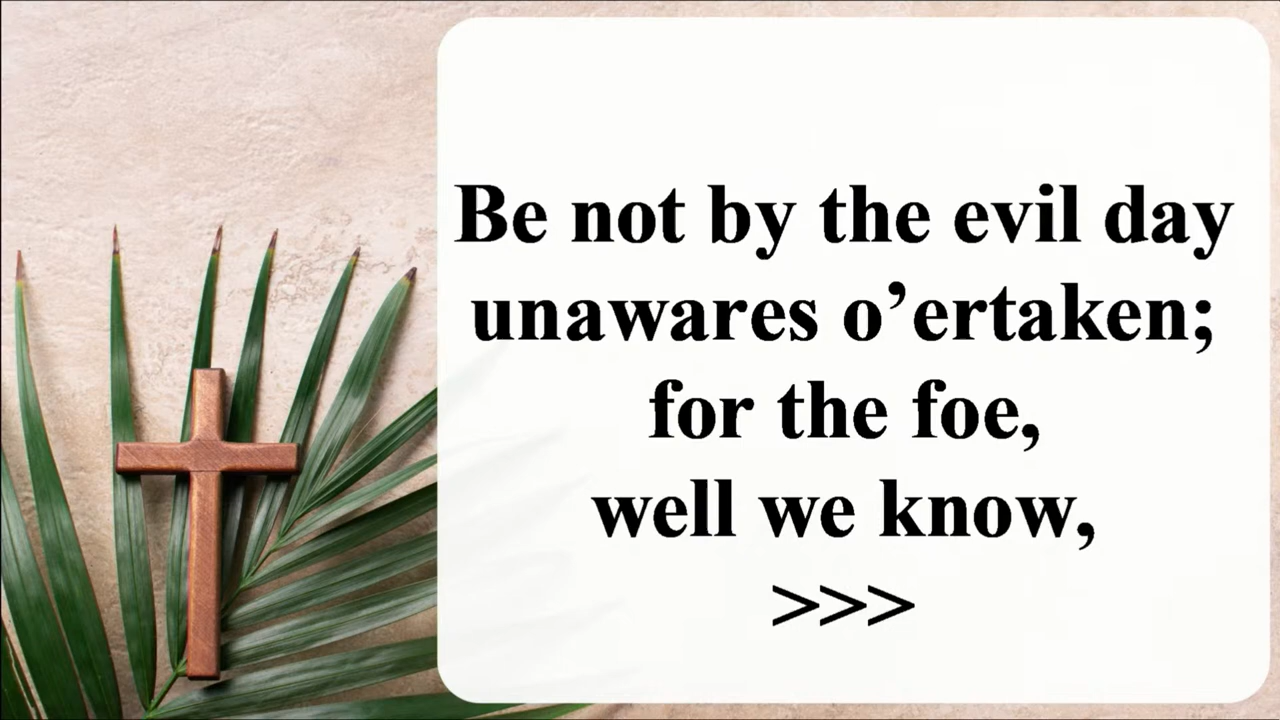 Be not by the evil day
unawares o’ertaken;
for the foe,
well we know,
>>>